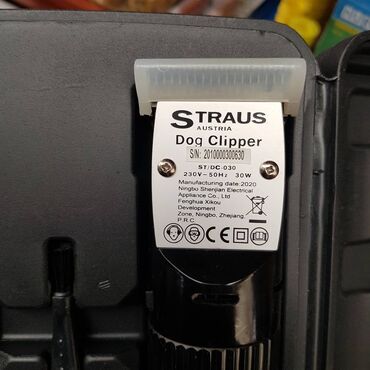 STRAUS
AUSTRIA
Dog Clipper
S/N: 2010000300630
ST/DC-030
230V~50Hz 30W
Manufacturing date:2020
Ningbo Shenjian Electrical
Appliance Co., Ltd
Fenghua Xikou
Development
Zone, Ningbo, Zhejiang,
P.R.C
CE